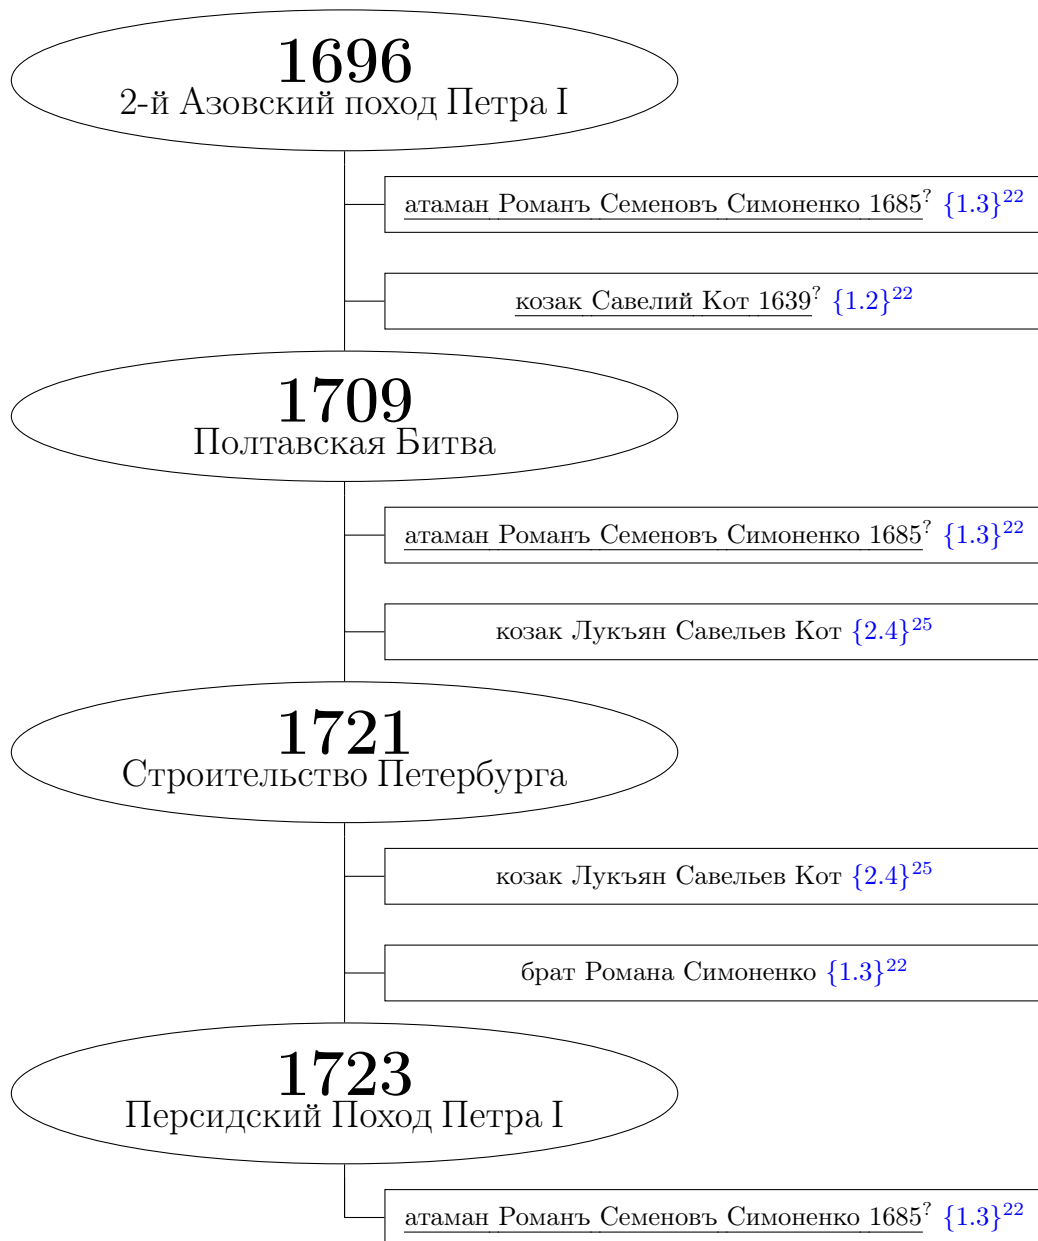 1696
2-й Азовский поход Петра I
атаман Романъ Семеновъ Симоненко 1685? {1.3}22
козак Савелий Кот 1639? {1.2}22
1709
Полтавская Битва
атаман Романъ Семеновъ Симоненко 1685? {1.3}22
козак Лукъян Савельев Кот {2.4}25
1721
Строительство Петербурга
козак Лукъян Савельев Кот {2.4}25
брат Романа Симоненко {1.3}22
1723
Персидский Поход Петра I
атаман Романъ Семеновъ Симоненко 1685? {1.3}22